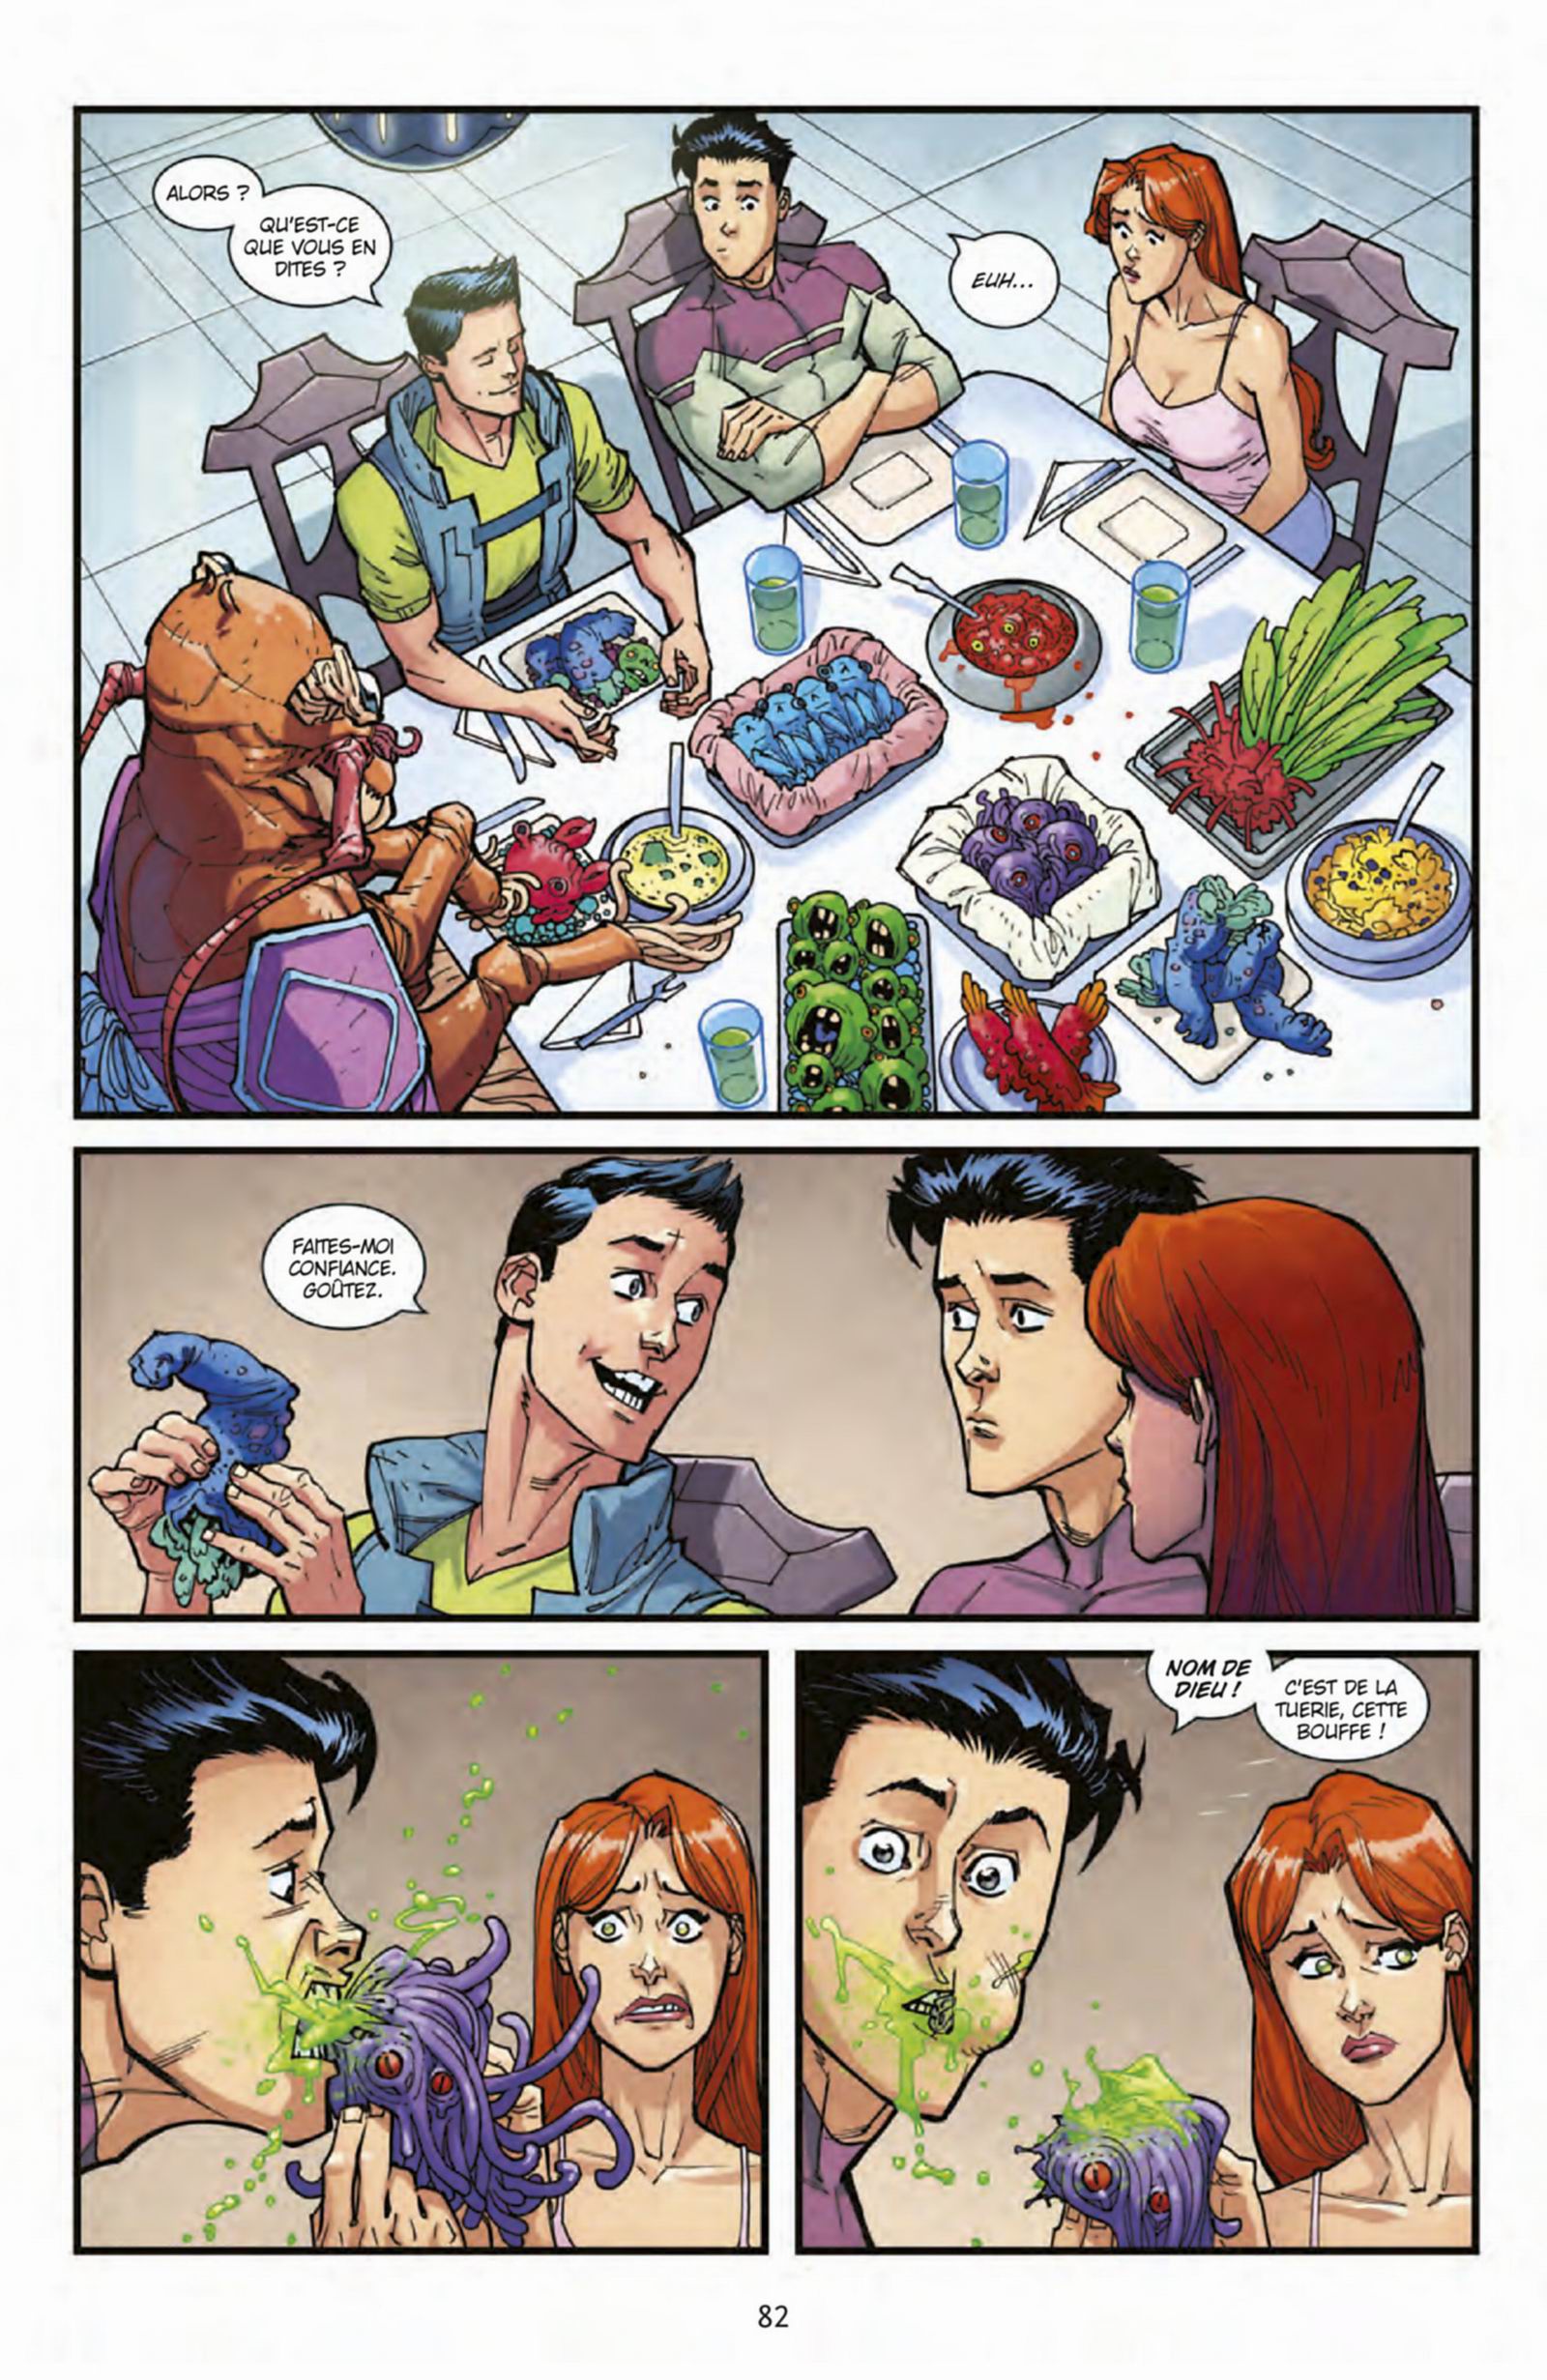 ALORS ?
QU'EST-CE
QUE VOUS EN
DITES ?
EUH...
FAITES-MOI
CONFIANCE.
GOÛTEZ.
NOM DE
DIEU !
C'EST DE LA
TUERIE, CETTE
BOUFFE !
82